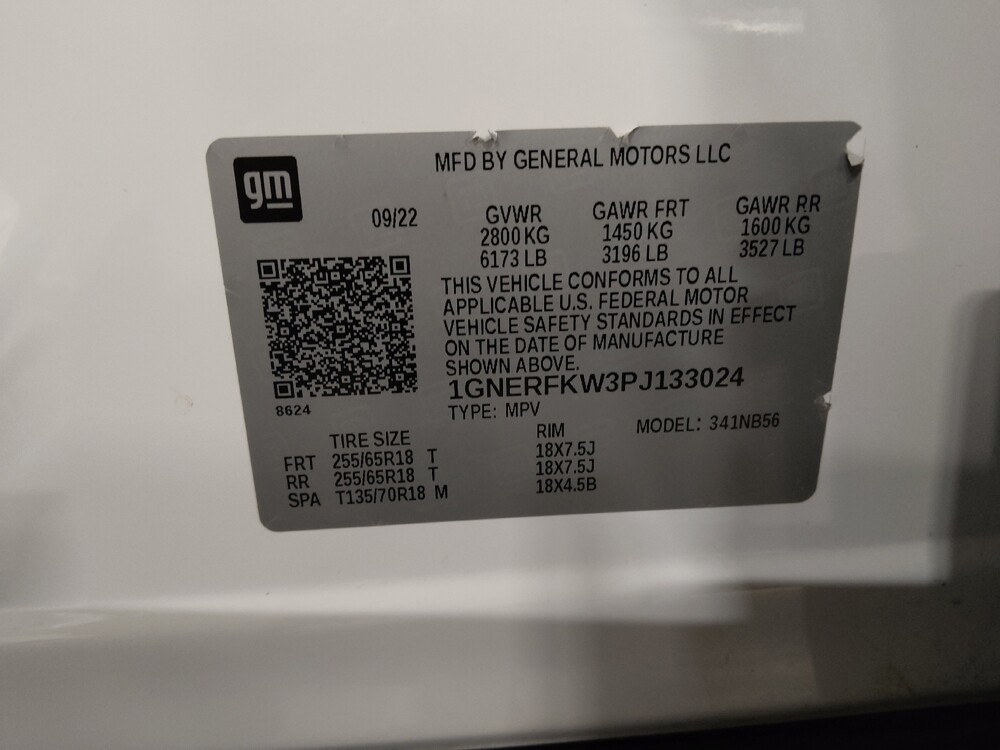 gm
MFD BY GENERAL MOTORS LLC
09/22
GVWR GAWR FRT GAWR RR
2800 KG 1450 KG 1600 KG
6173 LB 3196 LB 3527 LB
THIS VEHICLE CONFORMS TO ALL
APPLICABLE U.S. FEDERAL MOTOR
VEHICLE SAFETY STANDARDS IN EFFECT
ON THE DATE OF MANUFACTURE
SHOWN ABOVE.
1GNERFKW3PJ133024
8624
TYPE: MPV
MODEL: 341NB56
TIRE SIZE RIM
FRT 255/65R18 T 18X7.5J
RR 255/65R18 T 18X7.5J
SPA T135/70R18 M 18X4.5B